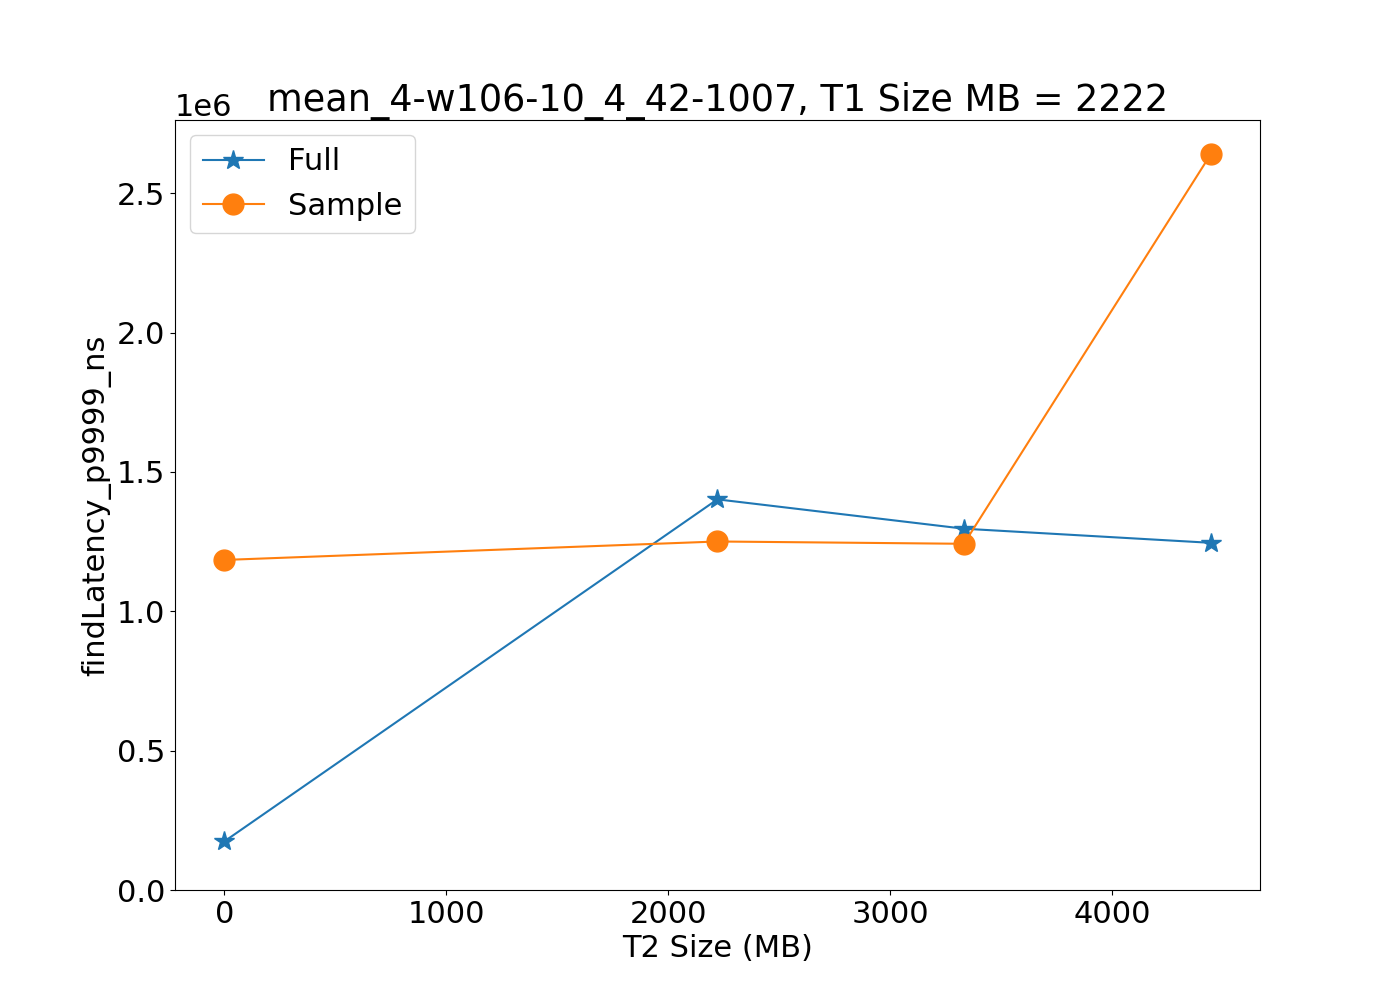 mean_4-w106-10_4_42-1007, T1 Size MB = 2222
1e6
Full
Sample
2.5
2.0
1.5
1.0
0.5
0.0
findLatency_p9999_ns
0 1000 2000 3000 4000
T2 Size (MB)